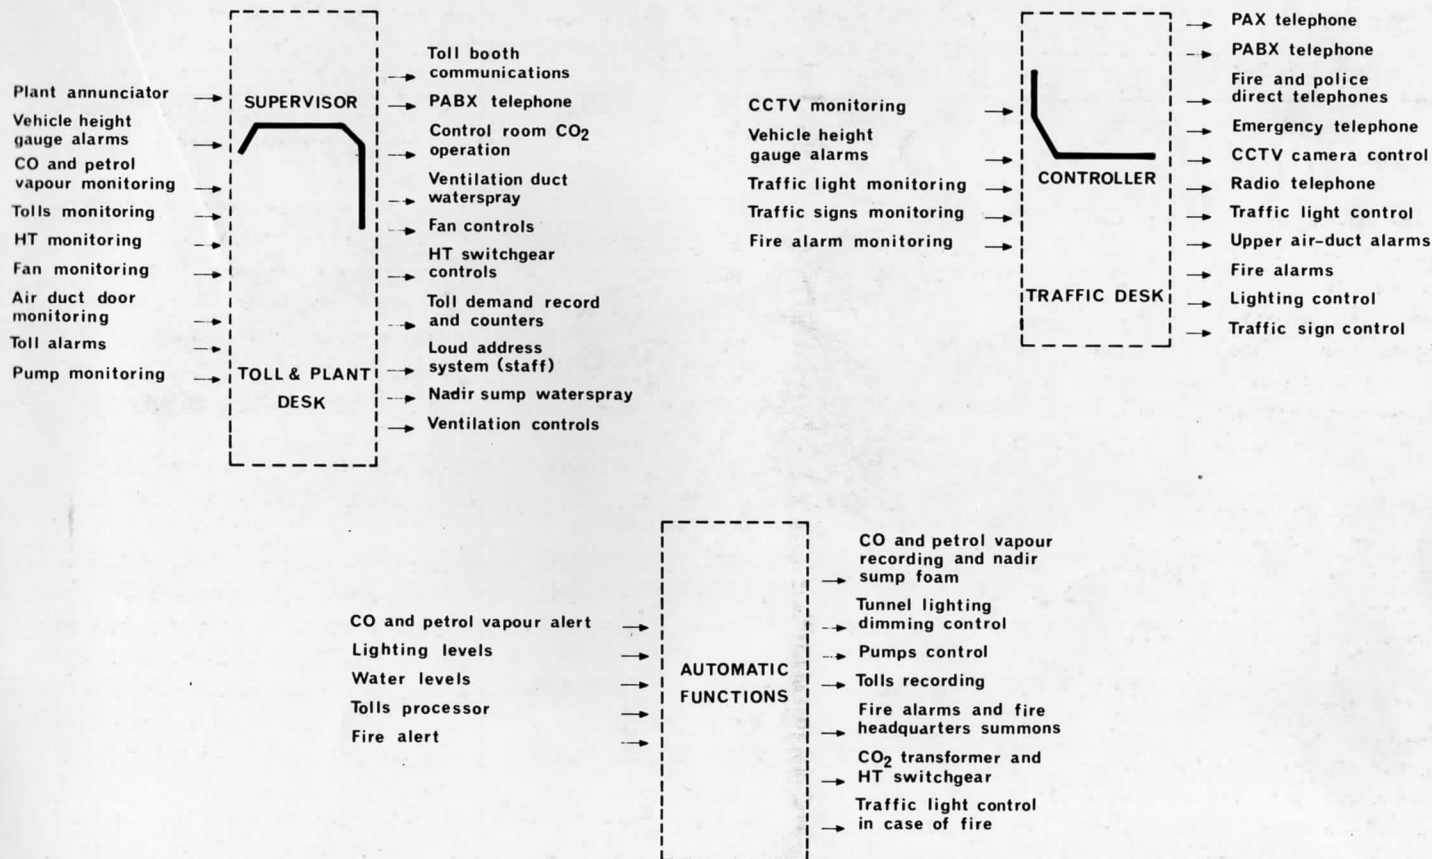 Plant annunciator
Vehicle height
gauge alarms
CO and petrol
vapour monitoring
Tolls monitoring
HT monitoring
Fan monitoring
Air duct door
monitoring
Toll alarms
Pump monitoring
SUPERVISOR
TOLL & PLANT
DESK
Toll booth
communications
PABX telephone
Control room CO2
operation
Ventilation duct
waterspray
Fan controls
HT switchgear
controls
Toll demand record
and counters
Loud address
system (staff)
Nadir sump waterspray
Ventilation controls
CCTV monitoring
Vehicle height
gauge alarms
Traffic light monitoring
Traffic signs monitoring
Fire alarm monitoring
CONTROLLER
TRAFFIC DESK
PAX telephone
PABX telephone
Fire and police
direct telephones
Emergency telephone
CCTV camera control
Radio telephone
Traffic light control
Upper air-duct alarms
Fire alarms
Lighting control
Traffic sign control
CO and petrol vapour alert
Lighting levels
Water levels
Tolls processor
Fire alert
AUTOMATIC
FUNCTIONS
CO and petrol vapour
recording and nadir
sump foam
Tunnel lighting
dimming control
Pumps control
Tolls recording
Fire alarms and fire
headquarters summons
CO2 transformer and
HT switchgear
Traffic light control
in case of fire